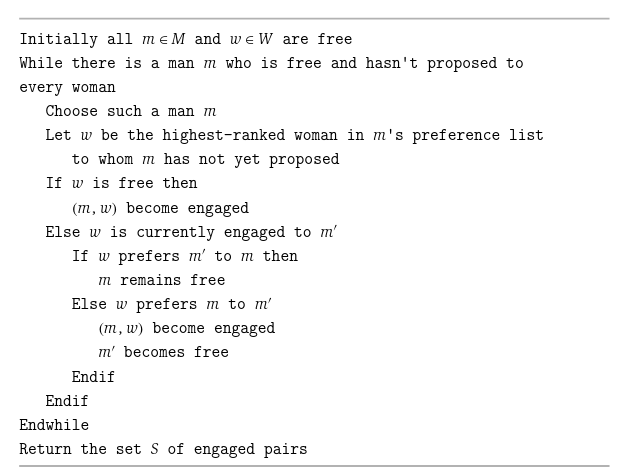 Initially all m ∈ M and w ∈ W are free
While there is a man m who is free and hasn't proposed to
every woman
Choose such a man m
Let w be the highest-ranked woman in m's preference list
to whom m has not yet proposed
If w is free then
(m, w) become engaged
Else w is currently engaged to m′
If w prefers m′ to m then
m remains free
Else w prefers m to m′
(m, w) become engaged
m′ becomes free
Endif
Endif
Endwhile
Return the set S of engaged pairs